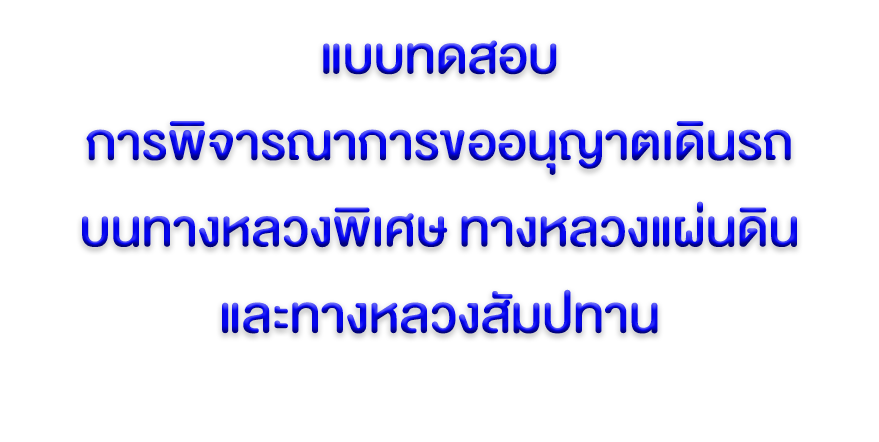 แบบทดสอบ
การพิจารณาการขออนุญาตเดินรถ
บนทางหลวงพิเศษ ทางหลวงแผ่นดิน
และทางหลวงสัมปทาน